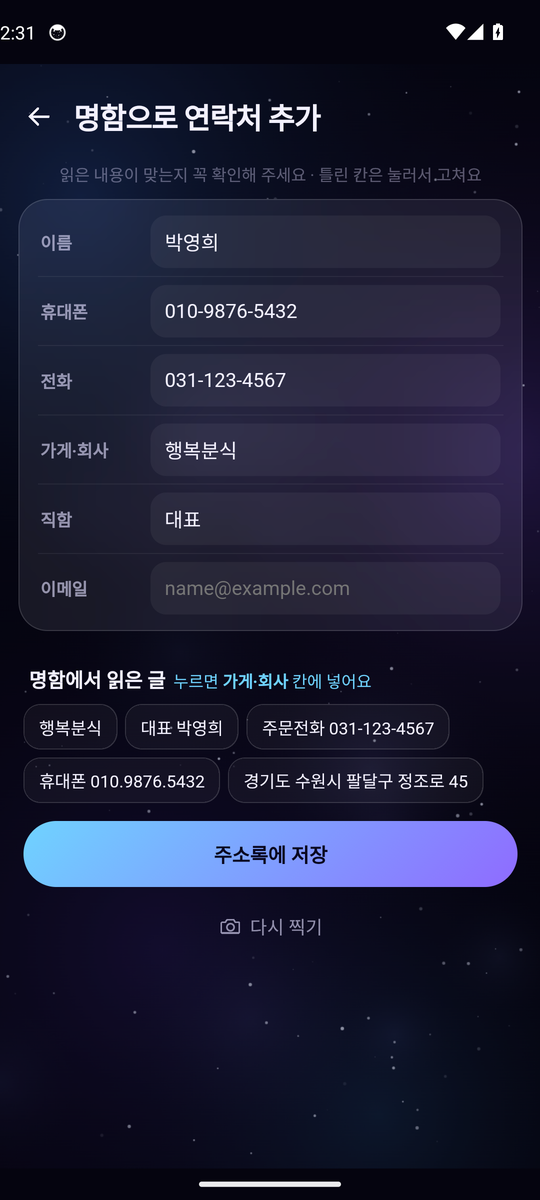 2:31
명함으로 연락처 추가
읽은 내용이 맞는지 꼭 확인해 주세요 · 틀린 칸은 눌러서 고쳐요
이름 박영희
휴대폰 010-9876-5432
전화 031-123-4567
가게·회사 행복분식
직함 대표
이메일 name@example.com
명함에서 읽은 글 누르면 가게·회사 칸에 넣어요
행복분식 대표 박영희 주문전화 031-123-4567
휴대폰 010.9876.5432 경기도 수원시 팔달구 정조로 45
주소록에 저장
다시 찍기